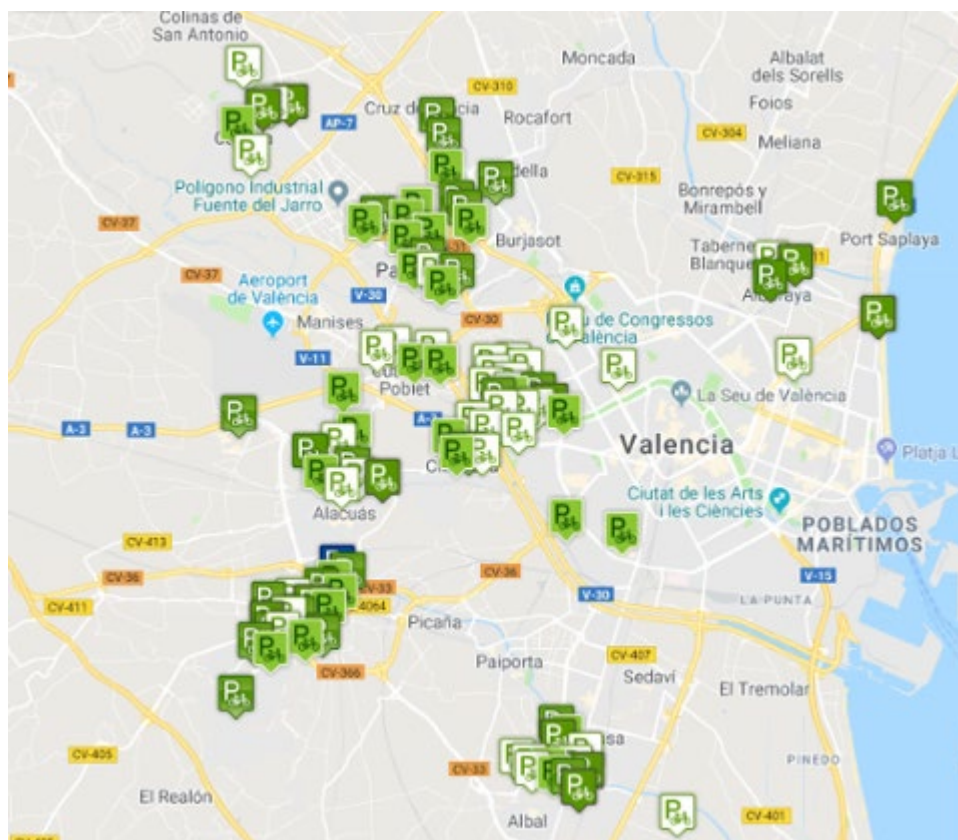 Colinas de
San Antonio
Moncada
Albalat
dels Sorells
CV-310
Foios
Rocafort
AP-7
CV-304
Meliana
Polígono Industrial
Fuente del Jarro
CV-315
Bonrepós y
Mirambell
CV-37
Port Saplaya
Burjasot
CV-37
Aeroport
de València
V-30
Manises
CV-30
V-11
Poblet
La Seu de València
A-3
A-3
Valencia
Platja L
Ciutat de les Arts
i les Ciències
Alacuás
POBLADOS
MARÍTIMOS
CV-413
CV-36
CV-36
CV-33
V-15
CV-411
4064
V-30
LA PUNTA
Picaña
Paiporta
CV-407
CV-366
Sedaví
El Tremolar
CV-405
PINEDO
CV-33
El Realón
Albal
CV-401